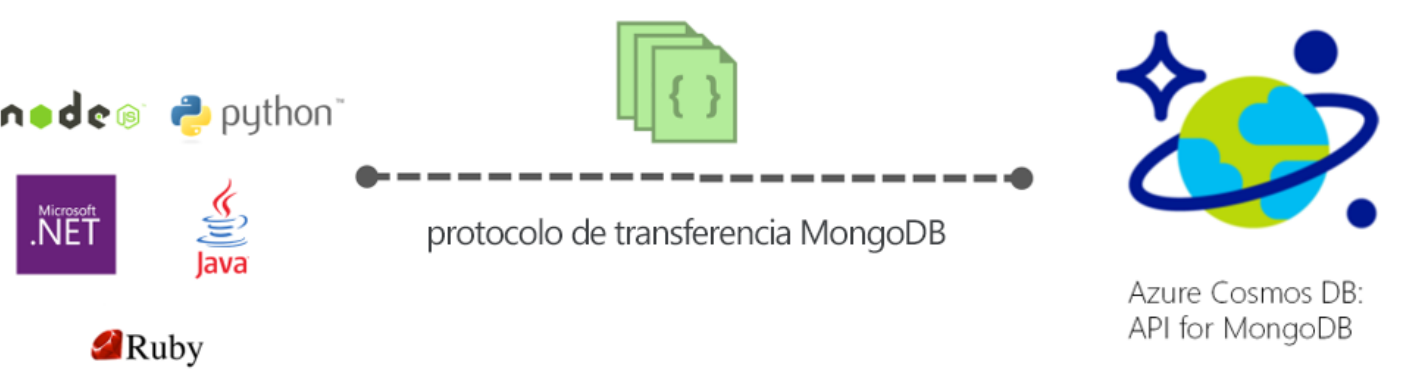 node JS
python™
{ }
Microsoft
.NET
Java
protocolo de transferencia MongoDB
Azure Cosmos DB:
API for MongoDB
Ruby